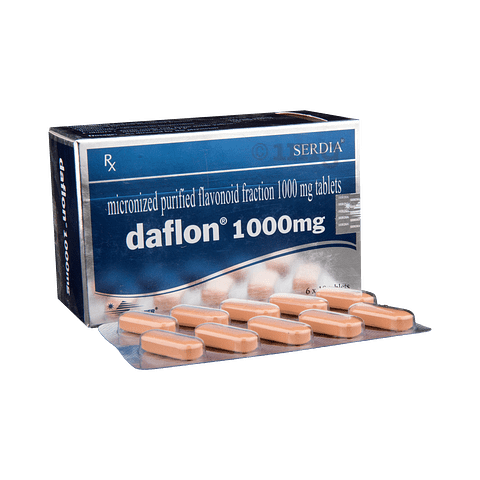 SERDIA
Rx
micronized purified flavonoid fraction 1000 mg tablets
daflon® 1000mg
daflon® 1000mg